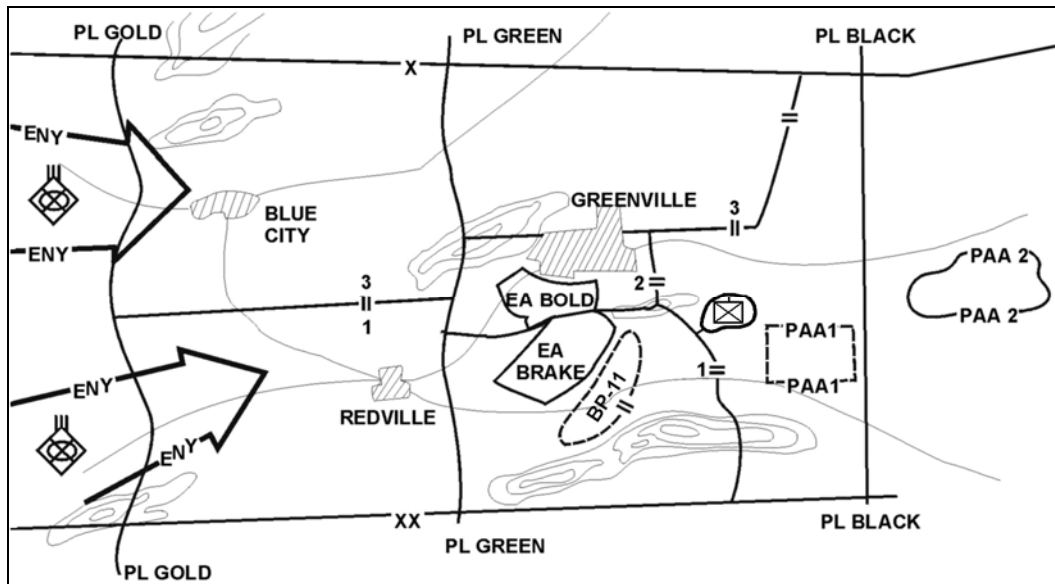 PL GOLD
PL GREEN
PL BLACK
X
ENY
GREENVILLE
BLUE
CITY
3
II
ENY
PAA 2
2
II
3
II
1
EA BOLD
PAA 2
PAA1
EA
BRAKE
BP-11
II
1
II
PAA1
ENY
REDVILLE
ENY
XX
PL GREEN
PL BLACK
PL GOLD